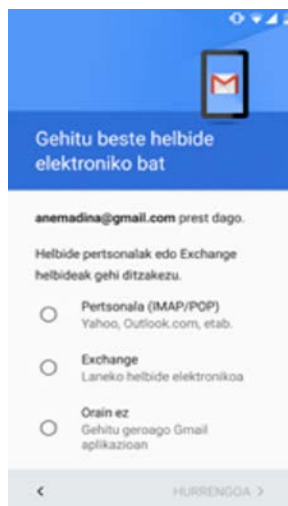 Gehitu beste helbide
elektroniko bat
anemadina@gmail.com prest dago.
Helbide pertsonalak edo Exchange
helbideak gehi ditzakezu.
Pertsonala (IMAP/POP)
Yahoo, Outlook.com, etab.
Exchange
Laneko helbide elektronikoa
Orain ez
Gehitu geroago Gmail
aplikazioan
HURRENGOA